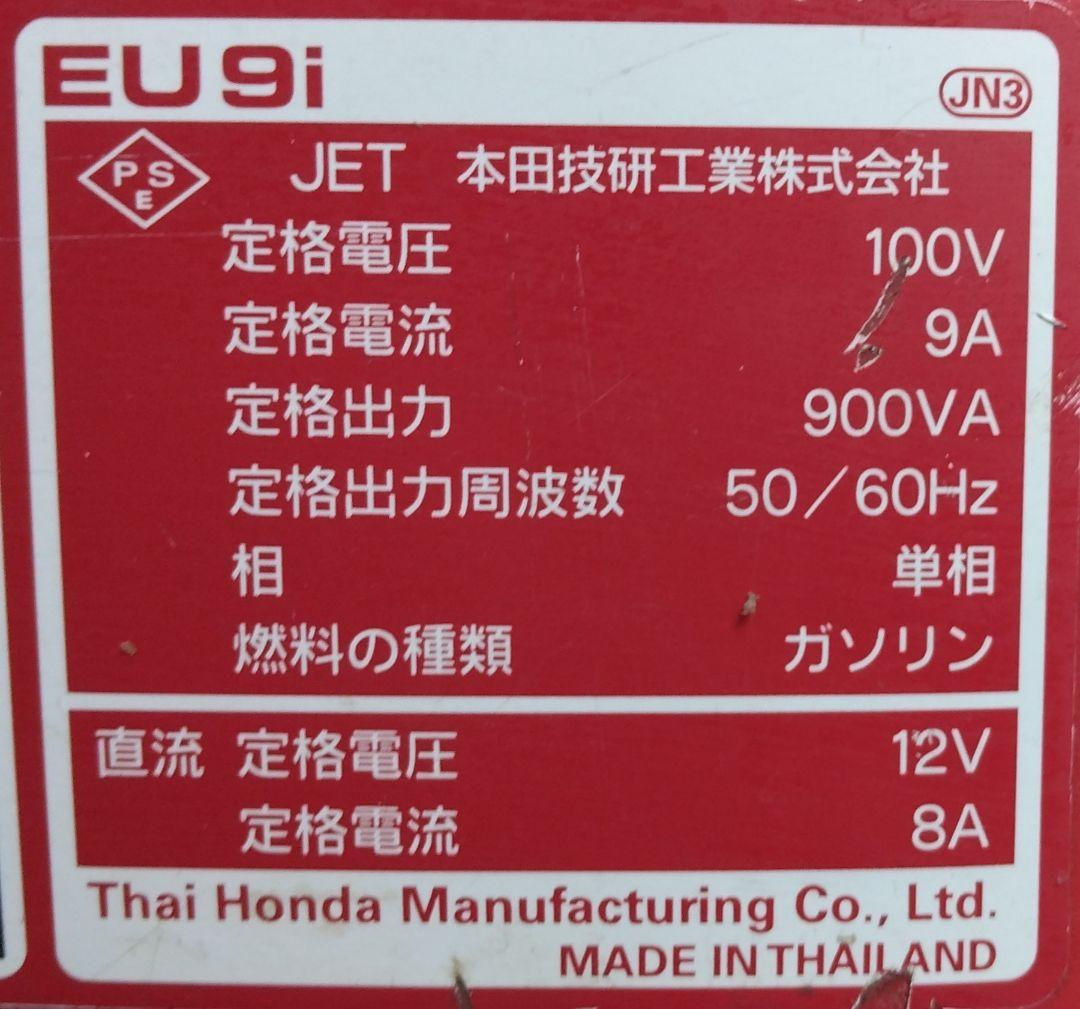 EU9i
JN3
PSE JET 本田技研工業株式会社
定格電圧 100V
定格電流 9A
定格出力 900VA
定格出力周波数 50/60Hz
相 単相
燃料の種類 ガソリン
直流 定格電圧 12V
定格電流 8A
Thai Honda Manufacturing Co., Ltd.
MADE IN THAILAND